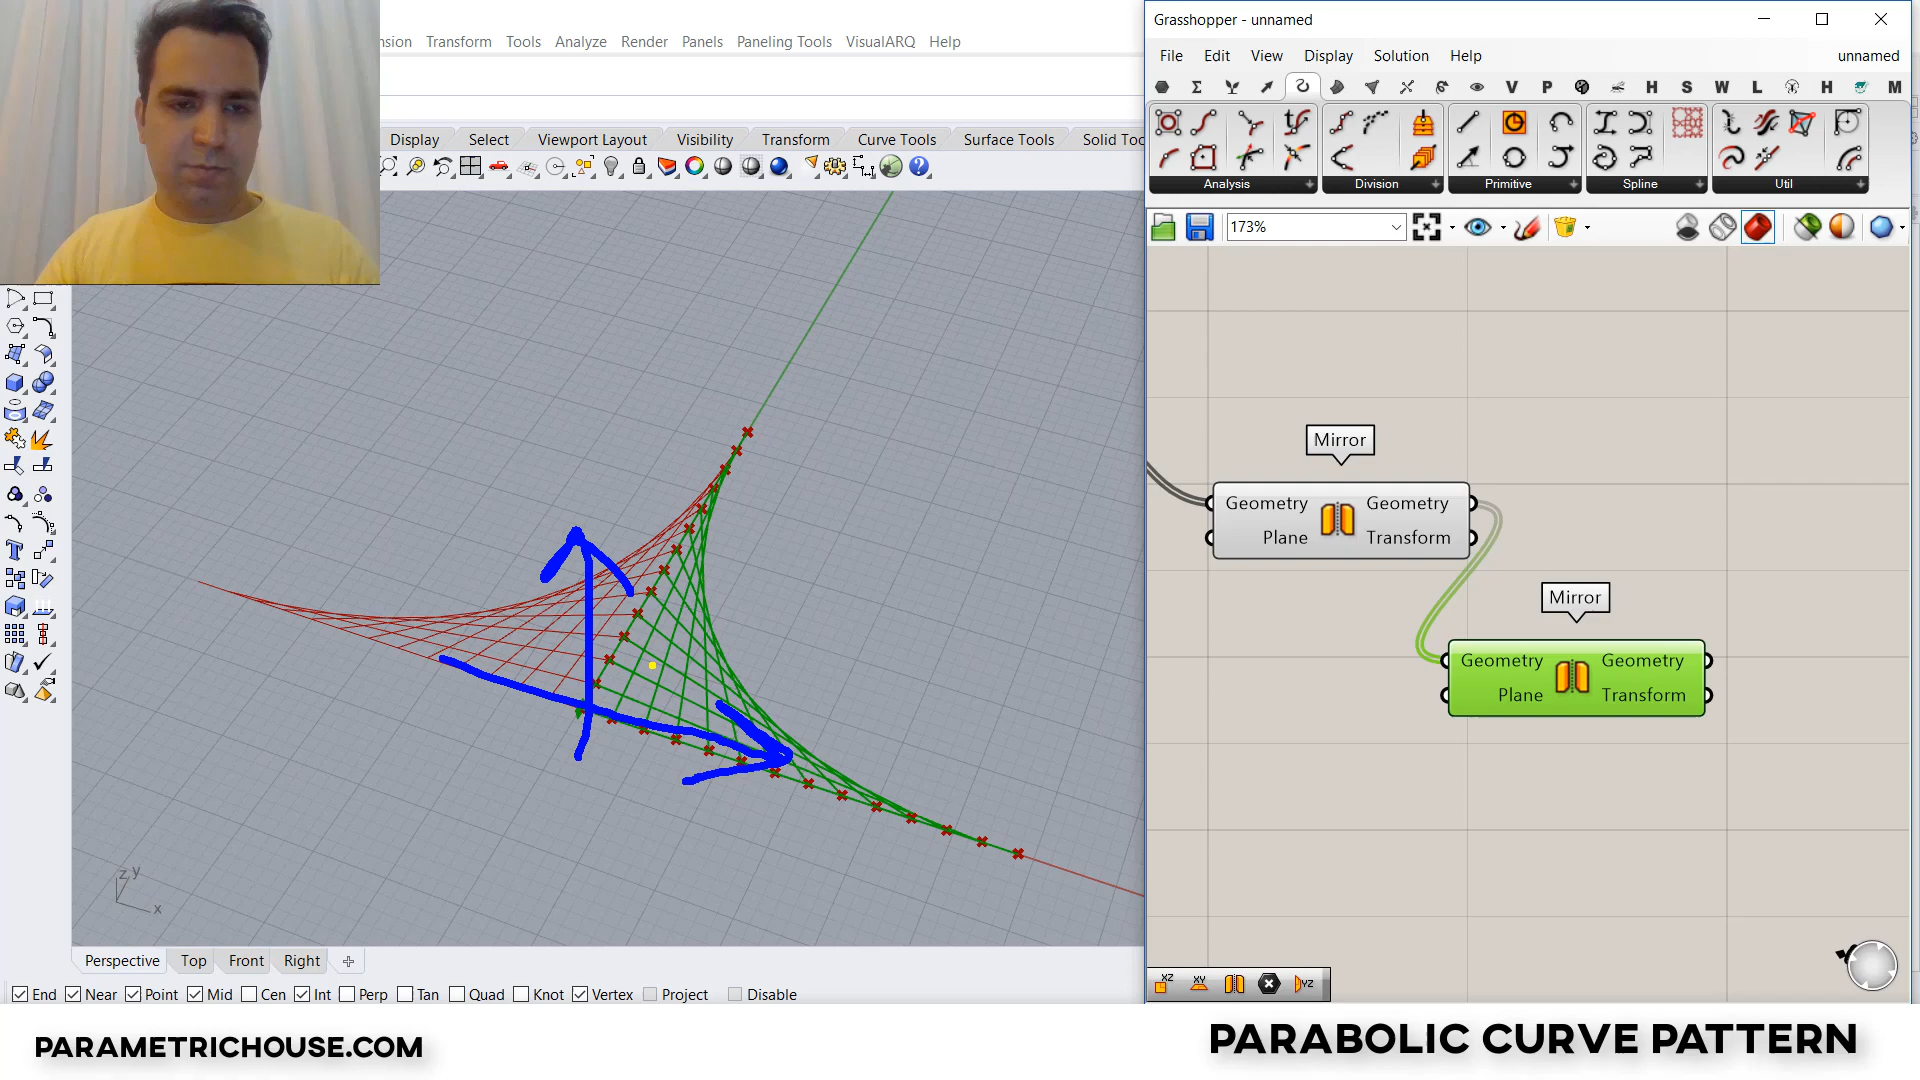 Grasshopper - unnamed
nsion Transform Tools Analyze Render Panels Paneling Tools VisualARQ Help
File Edit View Display Solution Help unnamed
V P H S W L H M
Display Select Viewport Layout Visibility Transform Curve Tools Surface Tools Solid Too
Analysis Division Primitive Spline Util
173%
Mirror
Geometry Geometry
Plane Transform
Mirror
Geometry Geometry
Plane Transform
z y
x
Perspective Top Front Right
XZ XY YZ
End Near Point Mid Cen Int Perp Tan Quad Knot Vertex Project Disable
PARAMETRICHOUSE.COM
PARABOLIC CURVE PATTERN